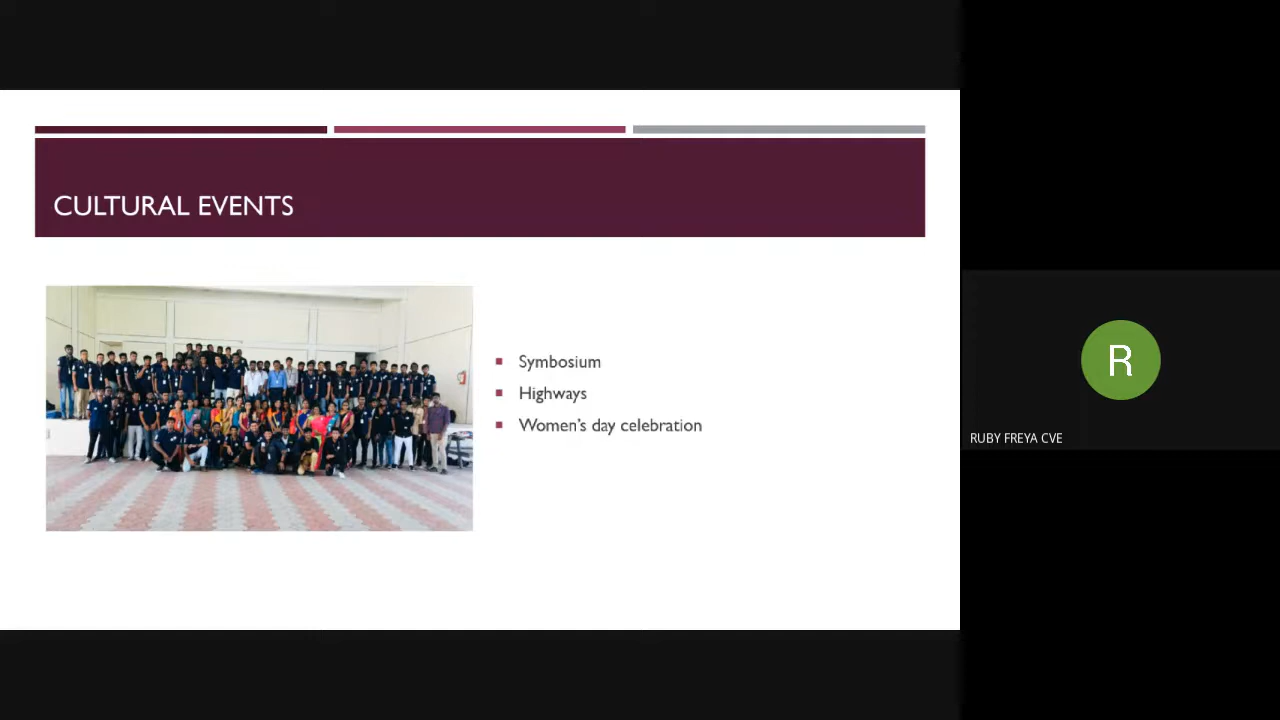 CULTURAL EVENTS
Symbosium
Highways
Women's day celebration
R
RUBY FREYA CVE